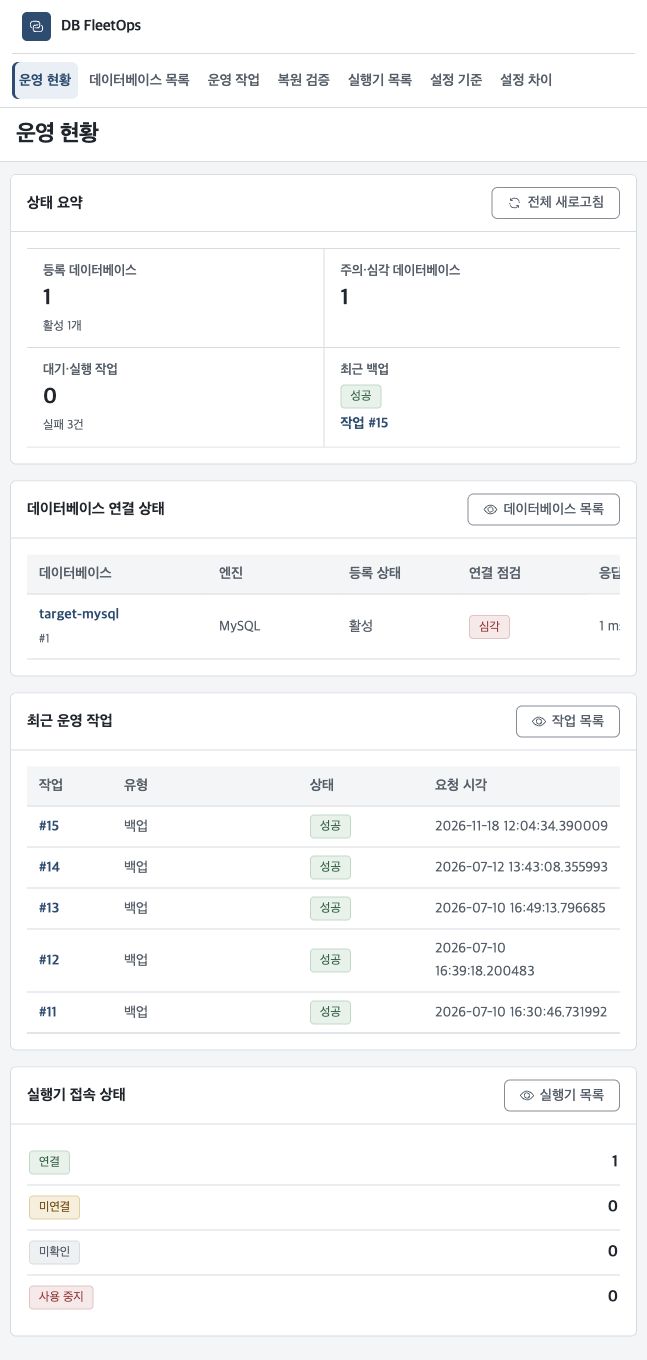 DB FleetOps
운영 현황 데이터베이스 목록 운영 작업 복원 검증 실행기 목록 설정 기준 설정 차이
운영 현황
상태 요약 전체 새로고침
등록 데이터베이스 주의·심각 데이터베이스
1 1
활성 1개
대기·실행 작업 최근 백업
0 성공
실패 3건 작업 #15
데이터베이스 연결 상태 데이터베이스 목록
데이터베이스 엔진 등록 상태 연결 점검 응답
target-mysql MySQL 활성 심각 1 m
#1
최근 운영 작업 작업 목록
작업 유형 상태 요청 시각
#15 백업 성공 2026-11-18 12:04:34.390009
#14 백업 성공 2026-07-12 13:43:08.355993
#13 백업 성공 2026-07-10 16:49:13.796685
#12 백업 성공 2026-07-10
16:39:18.200483
#11 백업 성공 2026-07-10 16:30:46.731992
실행기 접속 상태 실행기 목록
연결 1
미연결 0
미확인 0
사용 중지 0